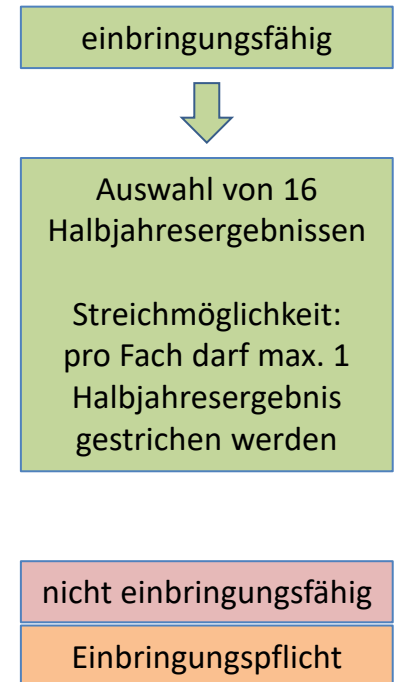 einbringungsfähig
Auswahl von 16
Halbjahresergebnissen
Streichmöglichkeit:
pro Fach darf max. 1
Halbjahresergebnis
gestrichen werden
nicht einbringungsfähig
Einbringungspflicht